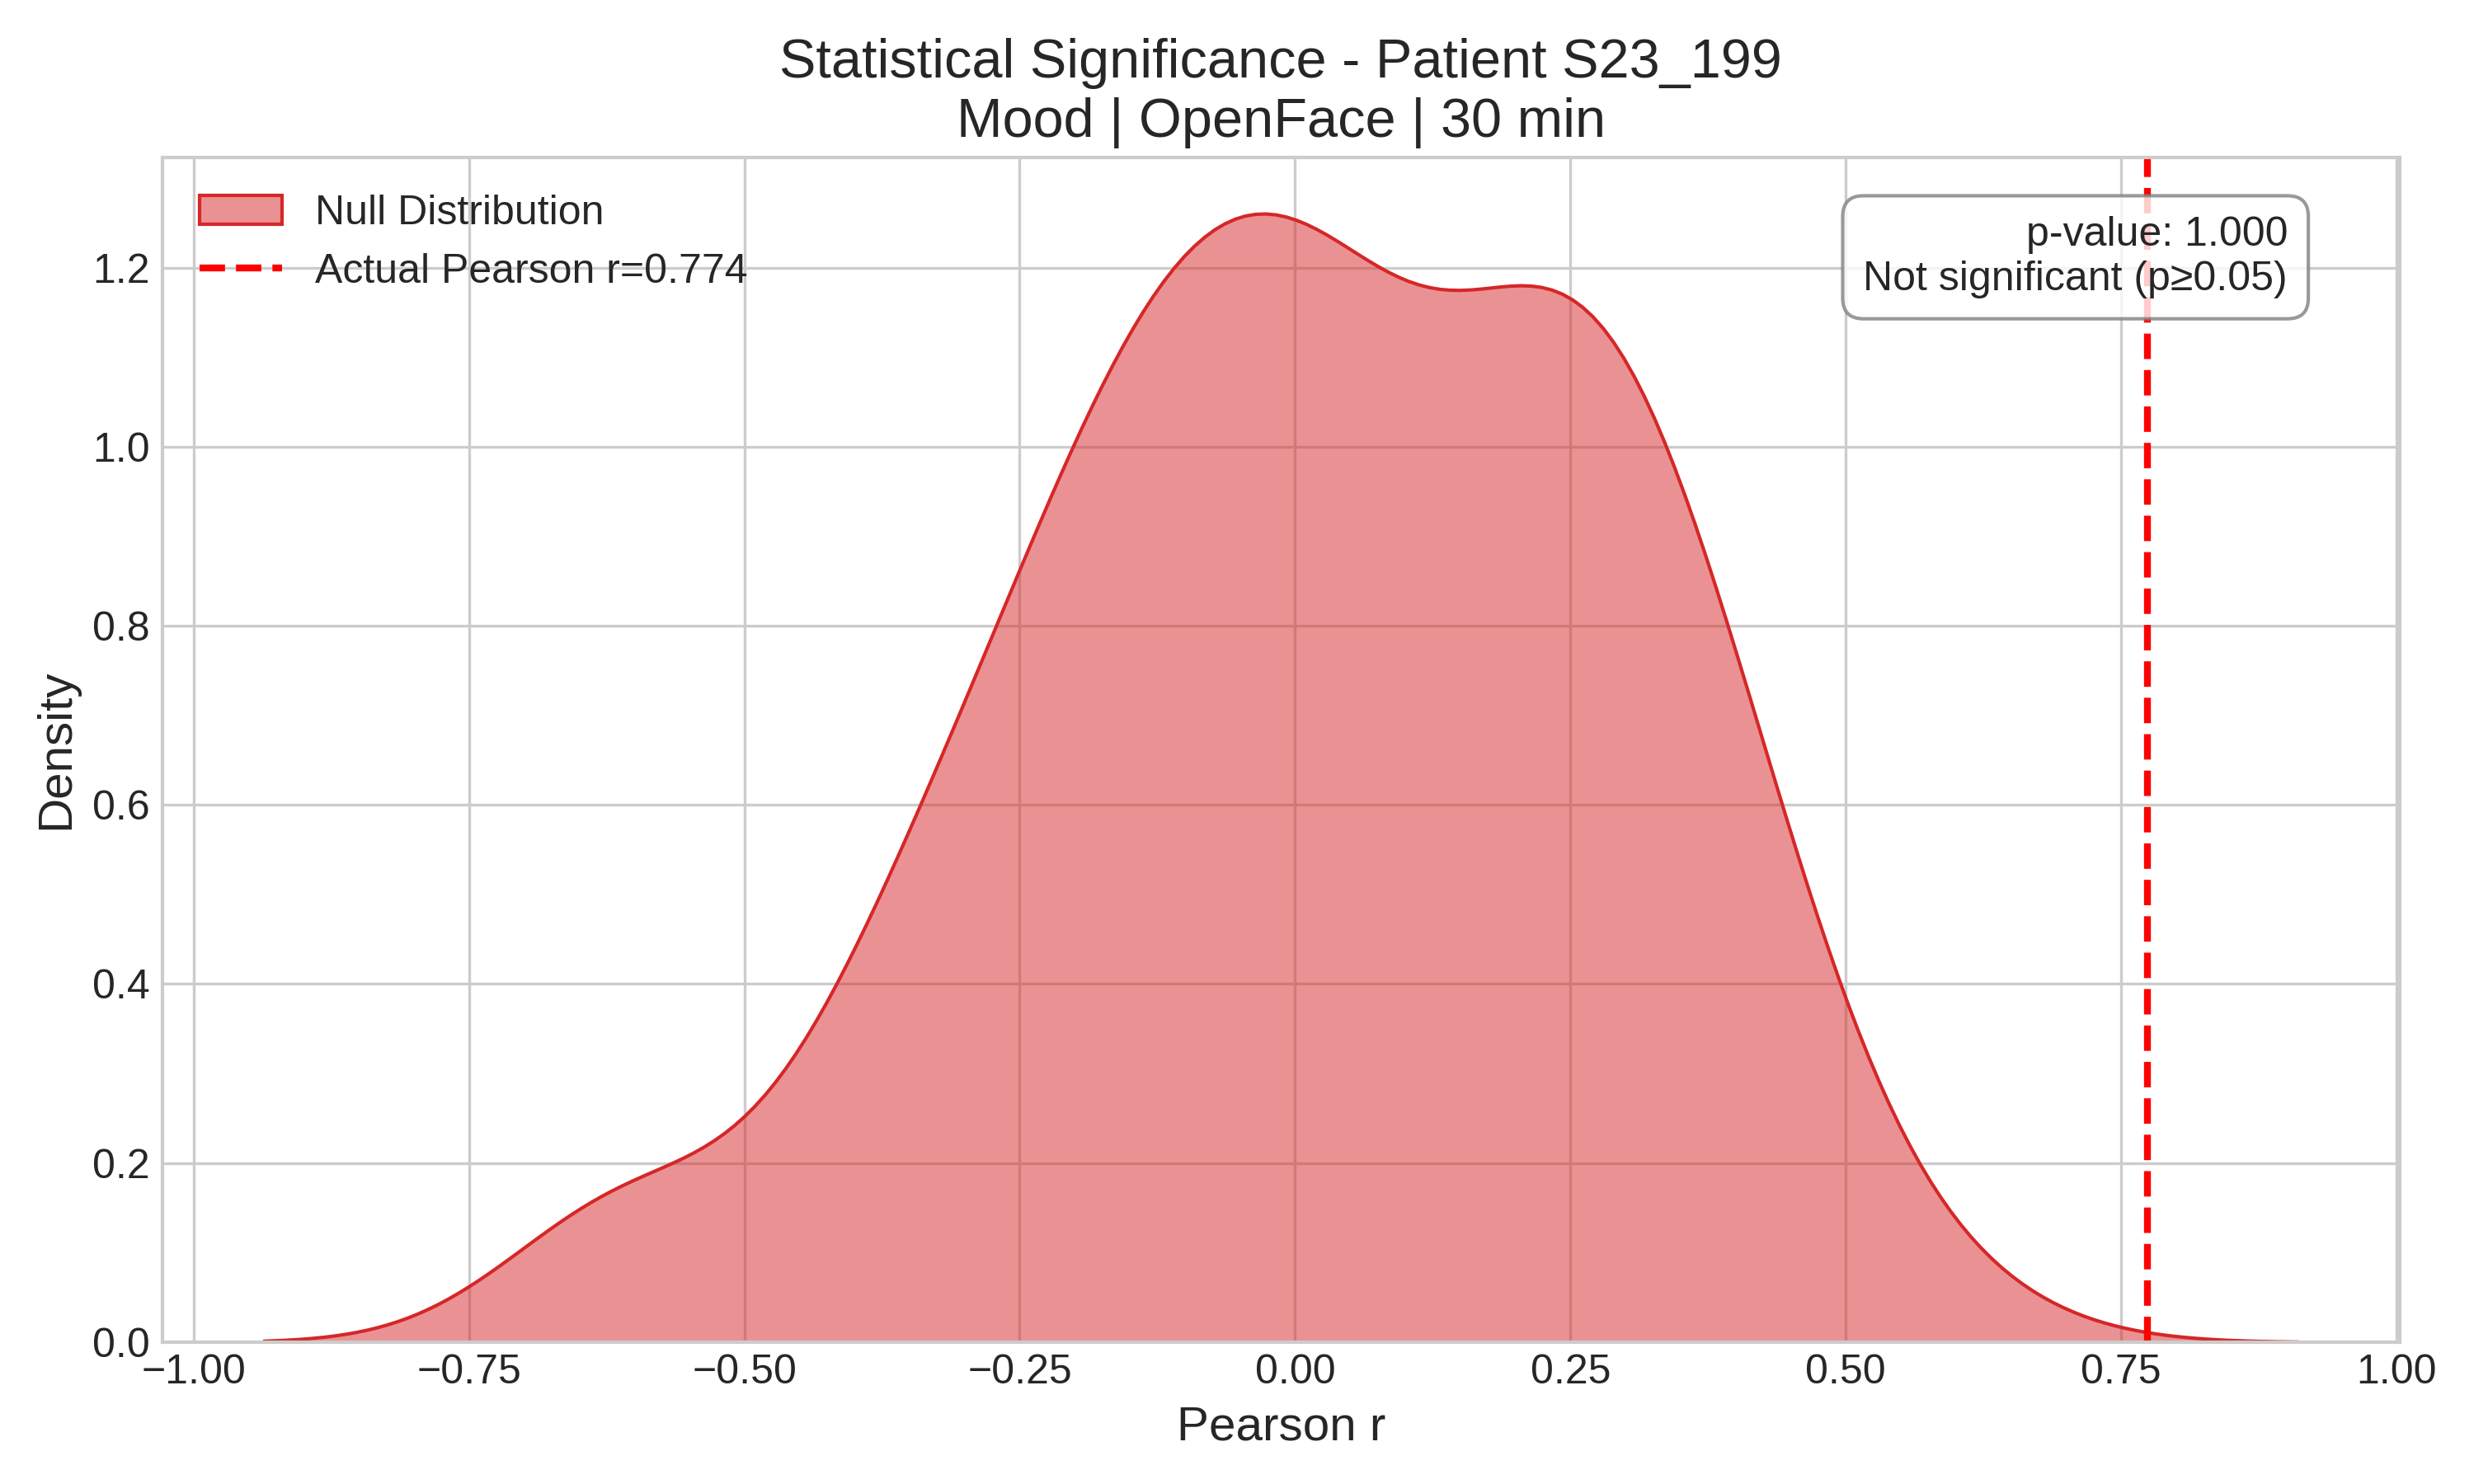 Statistical Significance - Patient S23_199
Mood | OpenFace | 30 min
Null Distribution
Actual Pearson r=0.774
p-value: 1.000
Not significant (p≥0.05)
Density
1.2
1.0
0.8
0.6
0.4
0.2
0.0
−1.00 −0.75 −0.50 −0.25 0.00 0.25 0.50 0.75 1.00
Pearson r